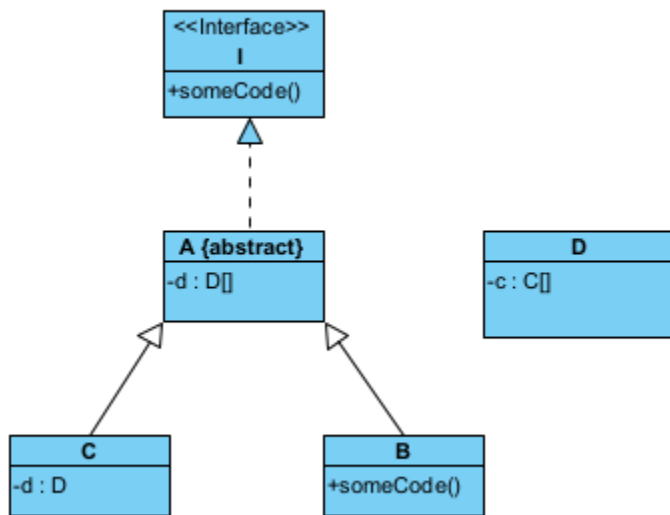 <<Interface>>
I
+someCode()
A {abstract}
-d : D[]
D
-c : C[]
C
-d : D
B
+someCode()